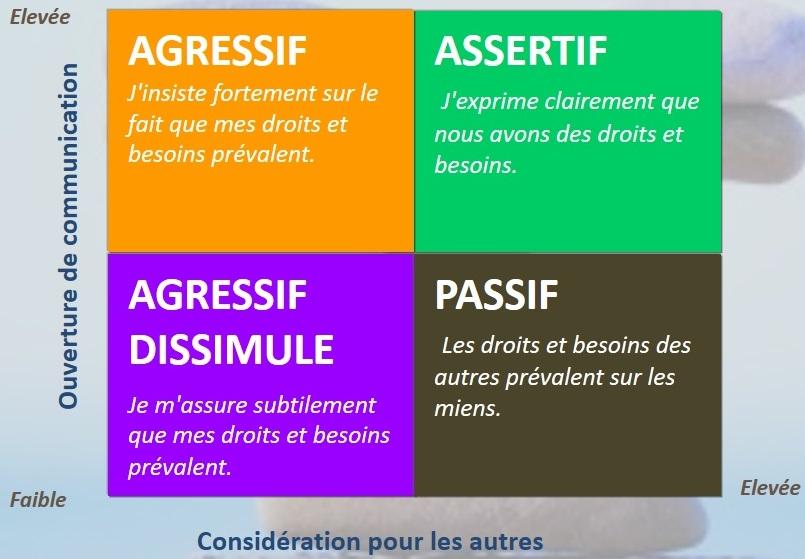 Elevée
Ouverture de communication
AGRESSIF
J'insiste fortement sur le
fait que mes droits et
besoins prévalent.
ASSERTIF
J'exprime clairement que
nous avons des droits et
besoins.
AGRESSIF
DISSIMULE
Je m'assure subtilement
que mes droits et besoins
prévalent.
PASSIF
Les droits et besoins des
autres prévalent sur les
miens.
Faible
Elevée
Considération pour les autres